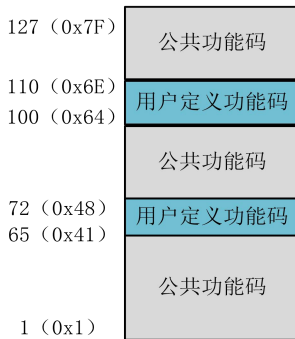 127（0x7F）
公共功能码
110（0x6E）
用户定义功能码
100（0x64）
公共功能码
72（0x48）
用户定义功能码
65（0x41）
公共功能码
1（0x1）